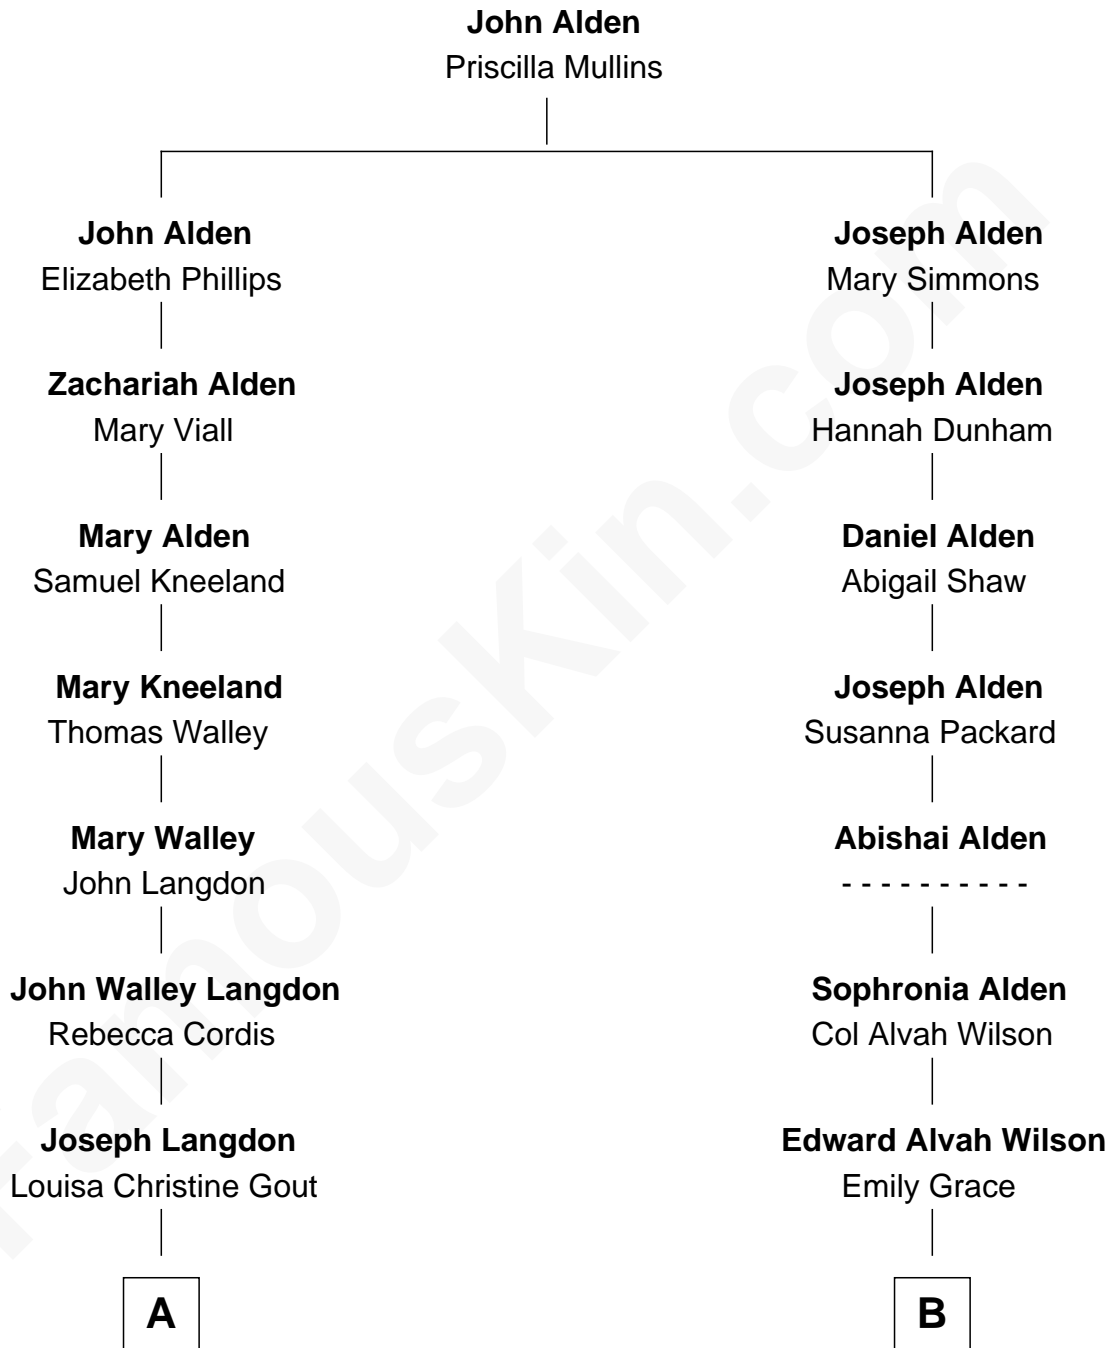 John Alden
Priscilla Mullins
John Alden
Elizabeth Phillips
Joseph Alden
Mary Simmons
Zachariah Alden
Mary Viall
Joseph Alden
Hannah Dunham
Mary Alden
Samuel Kneeland
Daniel Alden
Abigail Shaw
Mary Kneeland
Thomas Walley
Joseph Alden
Susanna Packard
Mary Walley
John Langdon
Abishai Alden
- - - - - - - - - -
John Walley Langdon
Rebecca Cordis
Sophronia Alden
Col Alvah Wilson
Joseph Langdon
Louisa Christine Gout
Edward Alvah Wilson
Emily Grace
A
B
FamousKin.com